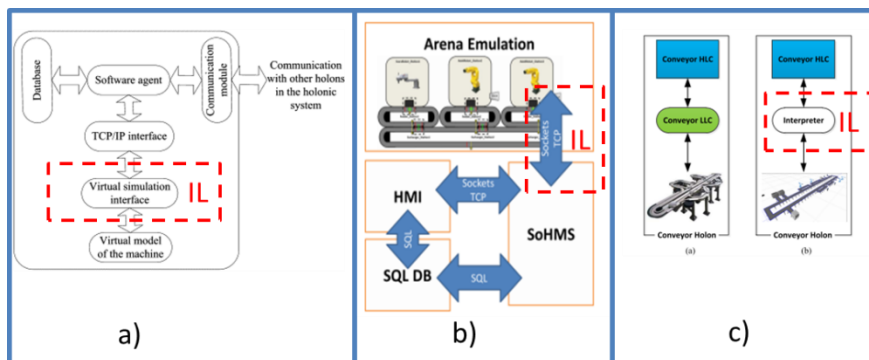 Database
Software agent
Communication
module
Communication
with other holons
in the holonic
system
TCP/IP interface
Virtual simulation
interface
IL
Virtual model
of the machine
a)
Arena Emulation
Sockets
TCP
IL
HMI
Sockets
TCP
SoHMS
SQL
SQL DB
SQL
b)
Conveyor HLC
Conveyor LLC
Conveyor Holon
(a)
Conveyor HLC
Interpreter
IL
Conveyor Holon
(b)
c)